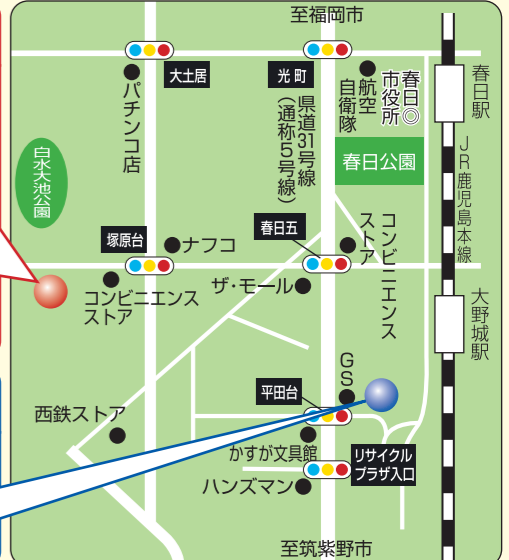 至福岡市
大土居
光 町
パチンコ店
航空
自衛隊
春日◎
市役所
春日駅
県道31号線
(通称5号線)
春日公園
JR鹿児島本線
白水大池公園
塚原台
ナフコ
春日五
コンビニエンス
ストア
コンビニエンス
ストア
ザ・モール
大野城駅
GS
平田台
西鉄ストア
かすが文具館
リサイクル
プラザ入口
ハンズマン
至筑紫野市